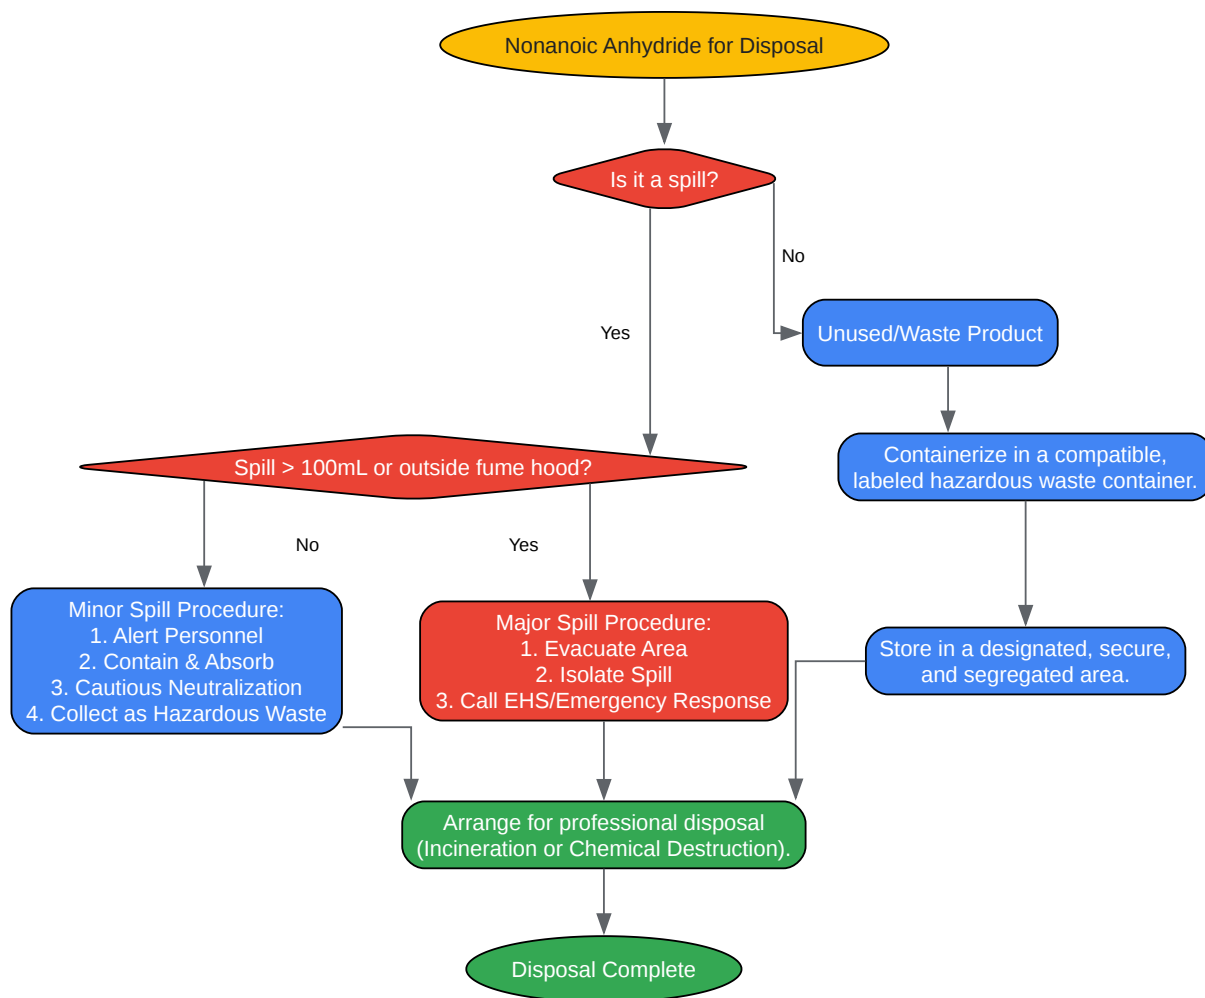 Nonanoic Anhydride for Disposal
Is it a spill?
No
Yes
Unused/Waste Product
Containerize in a compatible,
labeled hazardous waste container.
Spill > 100mL or outside fume hood?
No
Yes
Minor Spill Procedure:
1. Alert Personnel
2. Contain & Absorb
3. Cautious Neutralization
4. Collect as Hazardous Waste
Major Spill Procedure:
1. Evacuate Area
2. Isolate Spill
3. Call EHS/Emergency Response
Store in a designated, secure,
and segregated area.
Arrange for professional disposal
(Incineration or Chemical Destruction).
Disposal Complete